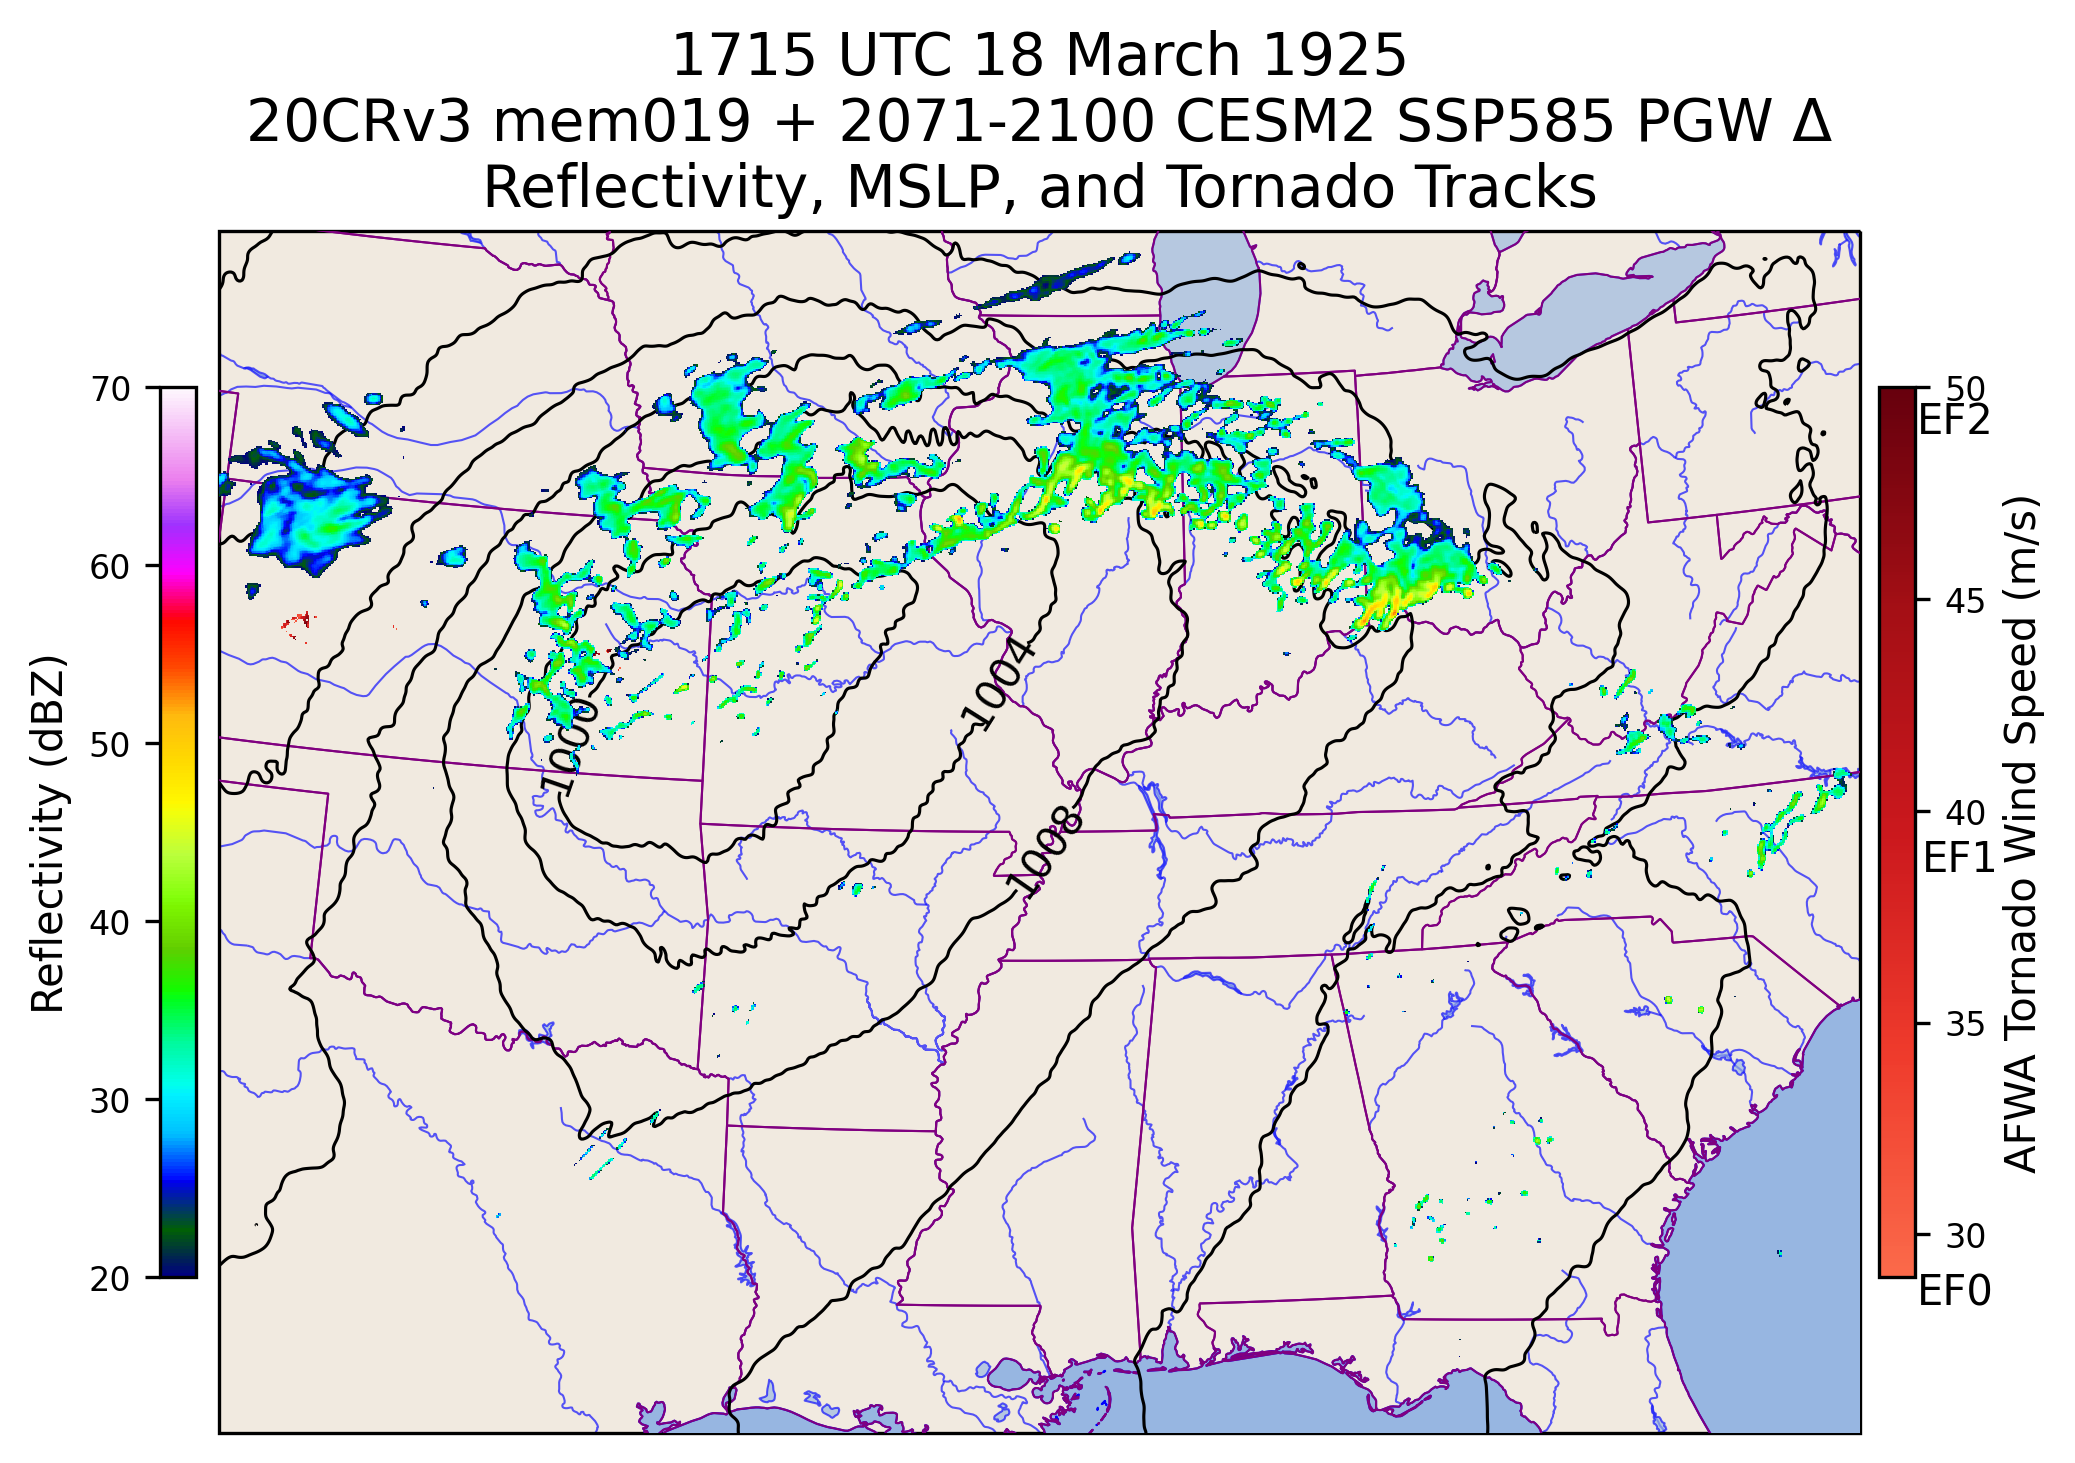 1715 UTC 18 March 1925
20CRv3 mem019 + 2071-2100 CESM2 SSP585 PGW Δ
Reflectivity, MSLP, and Tornado Tracks
70
60
50
40
30
20
Reflectivity (dBZ)
1000
1004
1008
50
EF2
45
40
EF1
35
30
EF0
AFWA Tornado Wind Speed (m/s)